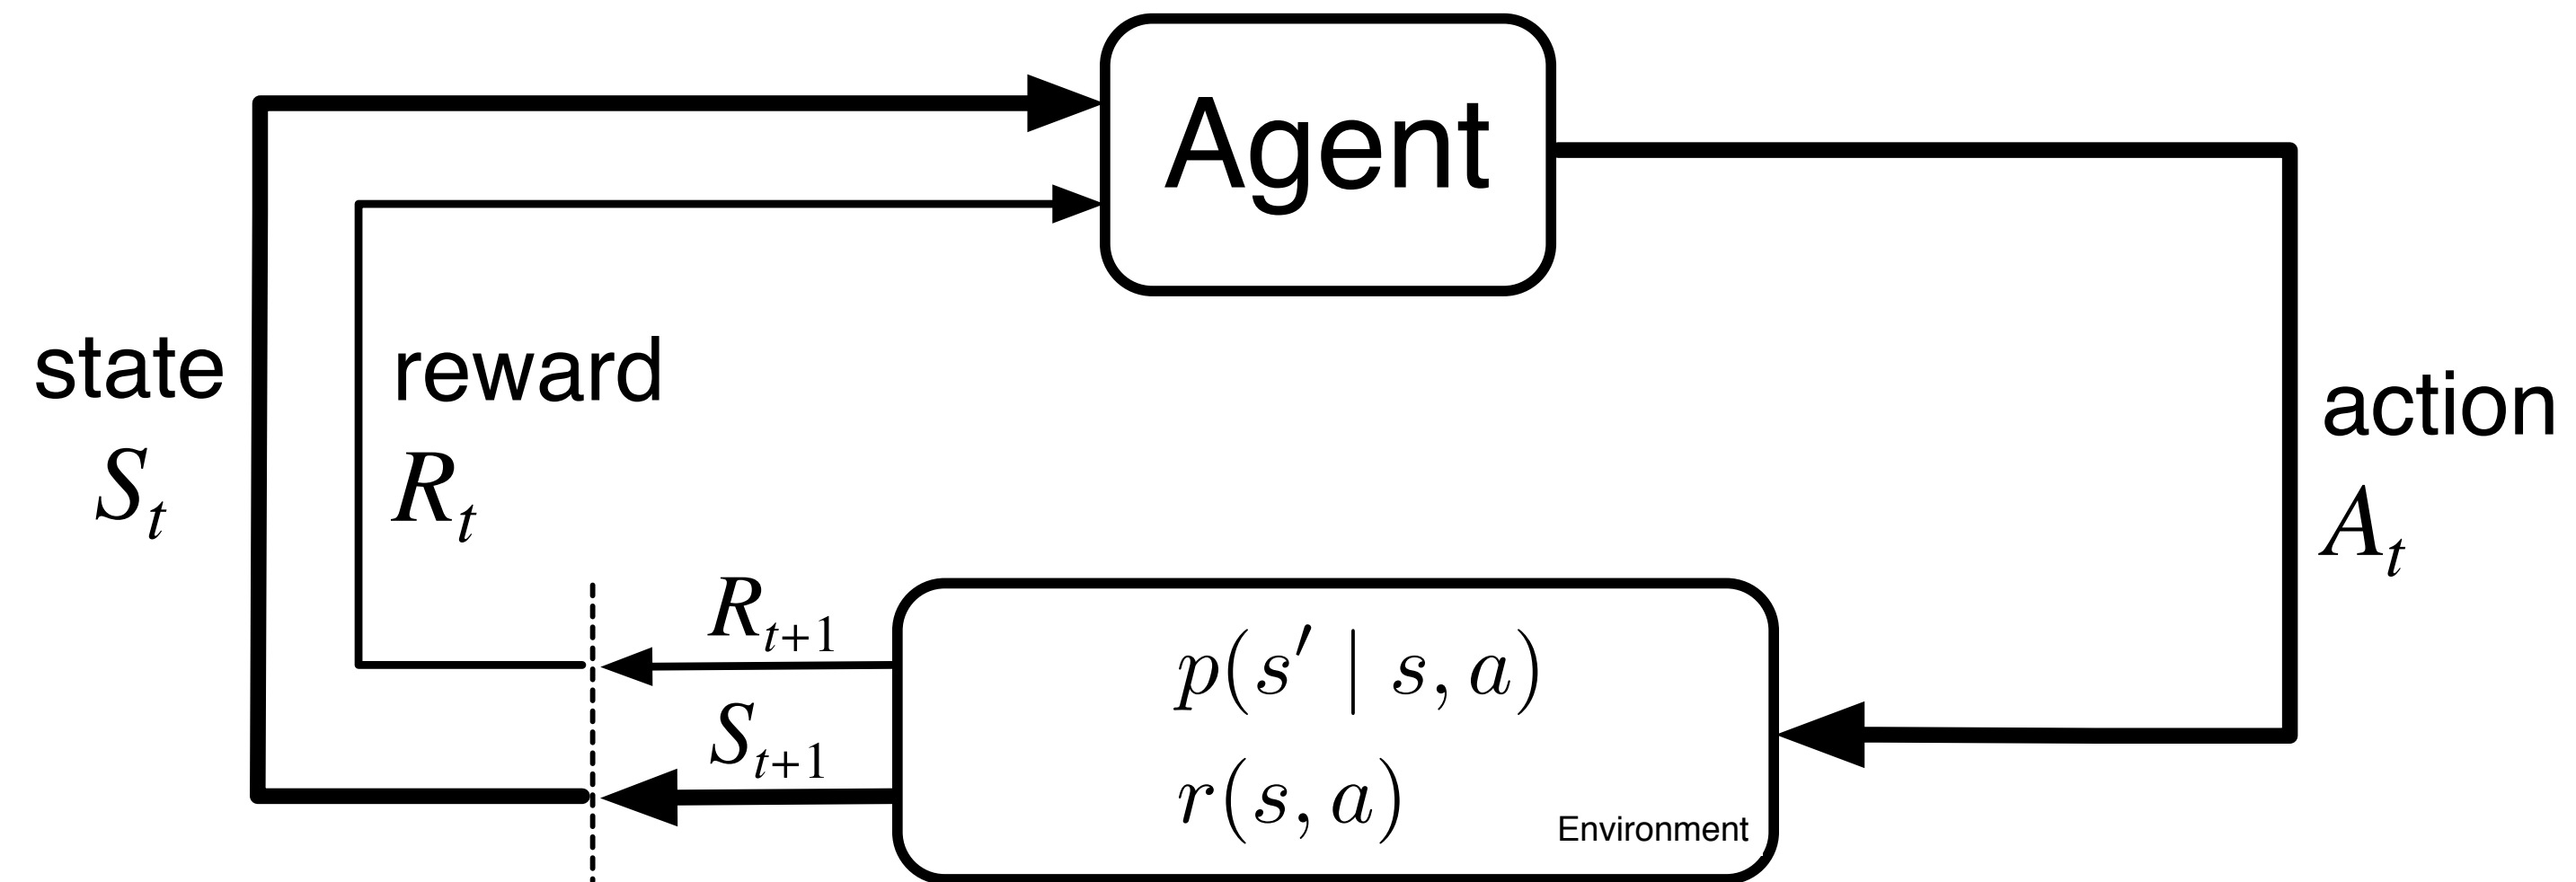 Agent
state
S_t
reward
R_t
action
A_t
R_{t+1}
S_{t+1}
p(s′ | s, a)
r(s, a)
Environment